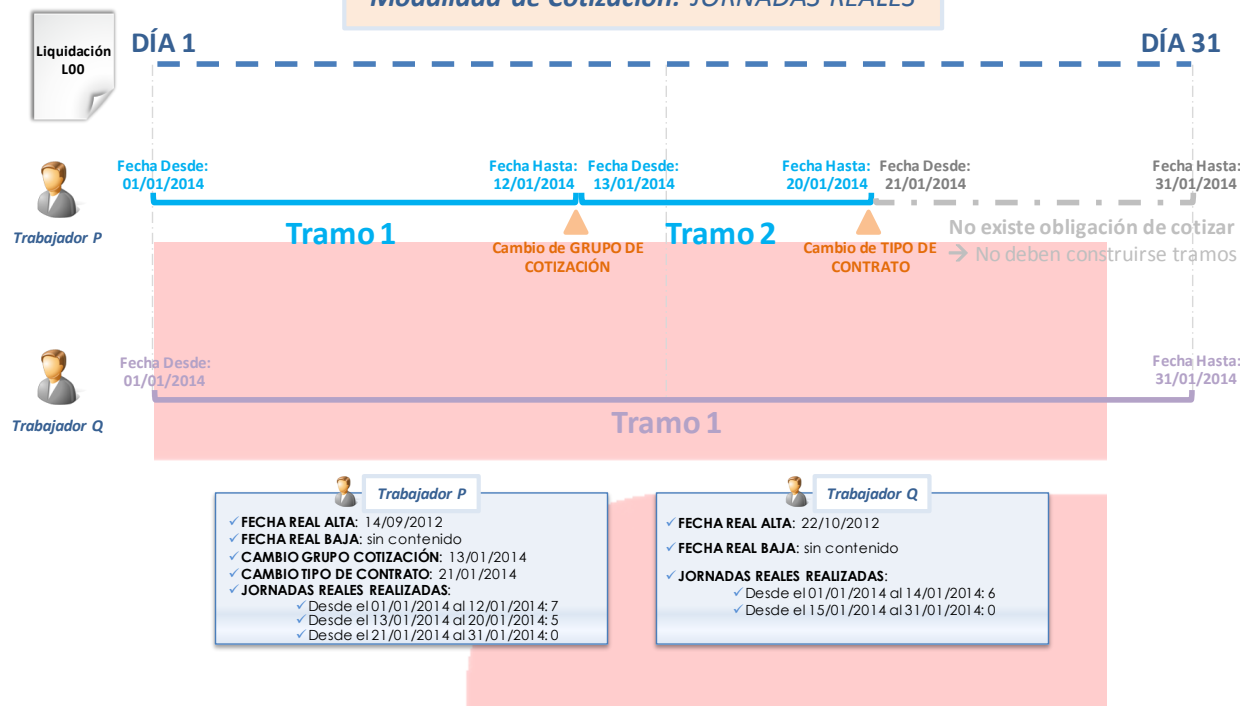 Modalidad de Cotización: JORNADAS REALES
Liquidación
L00
DÍA 1
DÍA 31
Trabajador P
Fecha Desde:
01/01/2014
Fecha Hasta:
12/01/2014
Fecha Desde:
13/01/2014
Fecha Hasta:
20/01/2014
Fecha Desde:
21/01/2014
Fecha Hasta:
31/01/2014
Tramo 1
Cambio de GRUPO DE
COTIZACIÓN
Tramo 2
Cambio de TIPO DE
CONTRATO
No existe obligación de cotizar
→ No deben construirse tramos
Trabajador Q
Fecha Desde:
01/01/2014
Fecha Hasta:
31/01/2014
Tramo 1
Trabajador P
✓ FECHA REAL ALTA: 14/09/2012
✓ FECHA REAL BAJA: sin contenido
✓ CAMBIO GRUPO COTIZACIÓN: 13/01/2014
✓ CAMBIO TIPO DE CONTRATO: 21/01/2014
✓ JORNADAS REALES REALIZADAS:
✓ Desde el 01/01/2014 al 12/01/2014: 7
✓ Desde el 13/01/2014 al 20/01/2014: 5
✓ Desde el 21/01/2014 al 31/01/2014: 0
Trabajador Q
✓ FECHA REAL ALTA: 22/10/2012
✓ FECHA REAL BAJA: sin contenido
✓ JORNADAS REALES REALIZADAS:
✓ Desde el 01/01/2014 al 14/01/2014: 6
✓ Desde el 15/01/2014 al 31/01/2014: 0